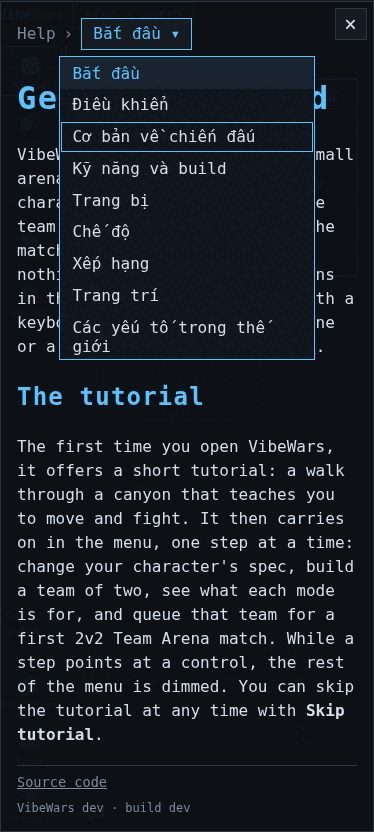 Help › Bắt đầu ▾ ×
Bắt đầu
Điều khiển
Cơ bản về chiến đấu
Kỹ năng và build
Trang bị
Chế độ
Xếp hạng
Trang trí
Các yếu tố trong thế
giới
The tutorial
The first time you open VibeWars,
it offers a short tutorial: a walk
through a canyon that teaches you
to move and fight. It then carries
on in the menu, one step at a time:
change your character's spec, build
a team of two, see what each mode
is for, and queue that team for a
first 2v2 Team Arena match. While a
step points at a control, the rest
of the menu is dimmed. You can skip
the tutorial at any time with Skip
tutorial.
Source code
VibeWars dev · build dev